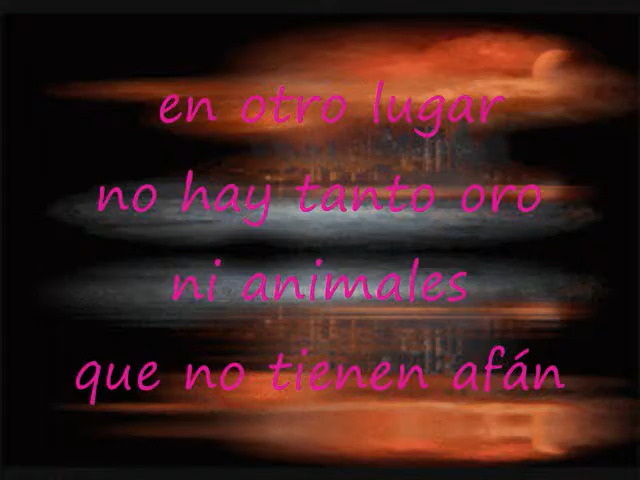 en otro lugar
no hay tanto oro
ni animales
que no tienen afán